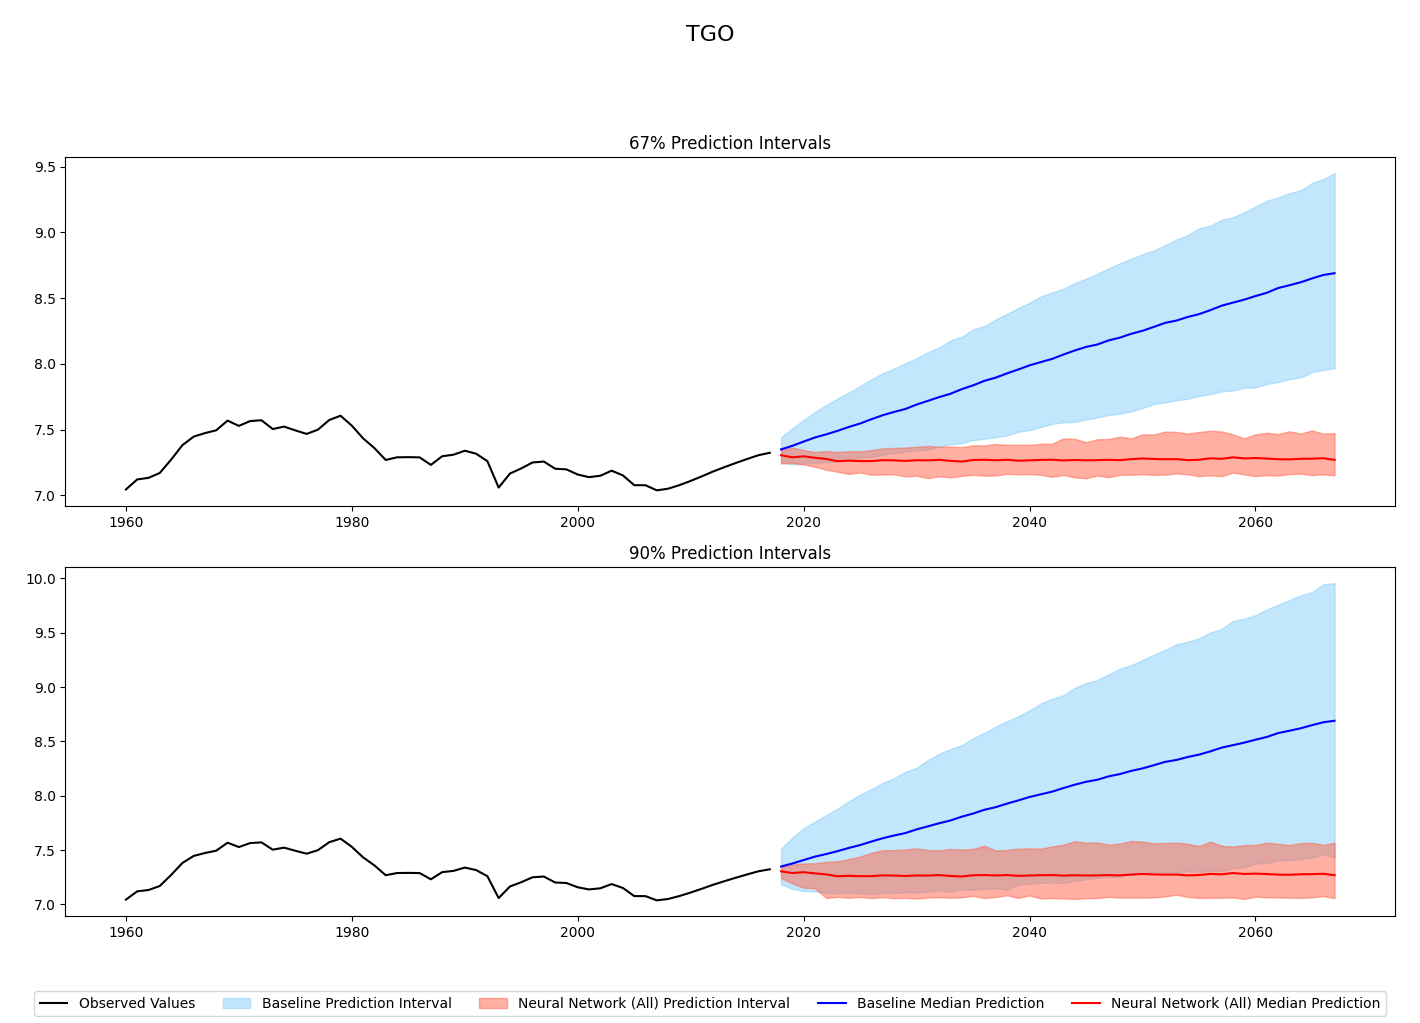 TGO
67% Prediction Intervals
9.5
9.0
8.5
8.0
7.5
7.0
1960 1980 2000 2020 2040 2060
90% Prediction Intervals
10.0
9.5
9.0
8.5
8.0
7.5
7.0
1960 1980 2000 2020 2040 2060
Observed Values Baseline Prediction Interval Neural Network (All) Prediction Interval Baseline Median Prediction Neural Network (All) Median Prediction